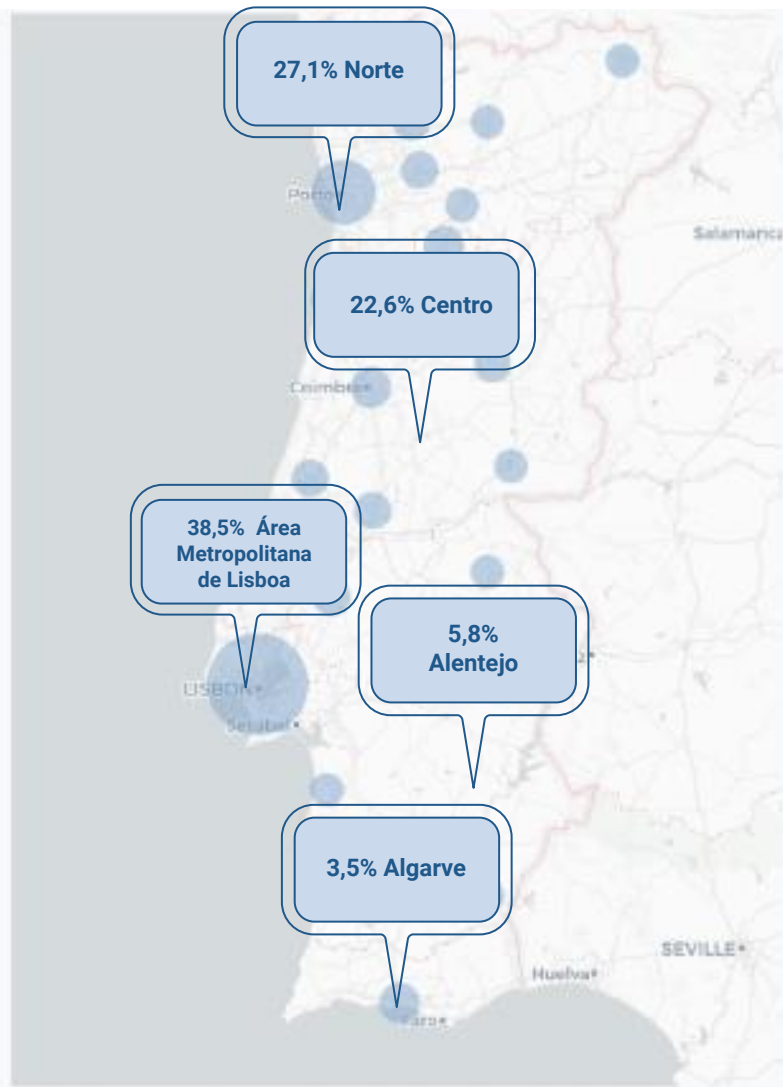 27,1% Norte
Porto
Salamanca
22,6% Centro
Coimbra
38,5% Área
Metropolitana
de Lisboa
5,8%
Alentejo
LISBON
Setúbal
3,5% Algarve
SEVILLE
Huelva
Faro